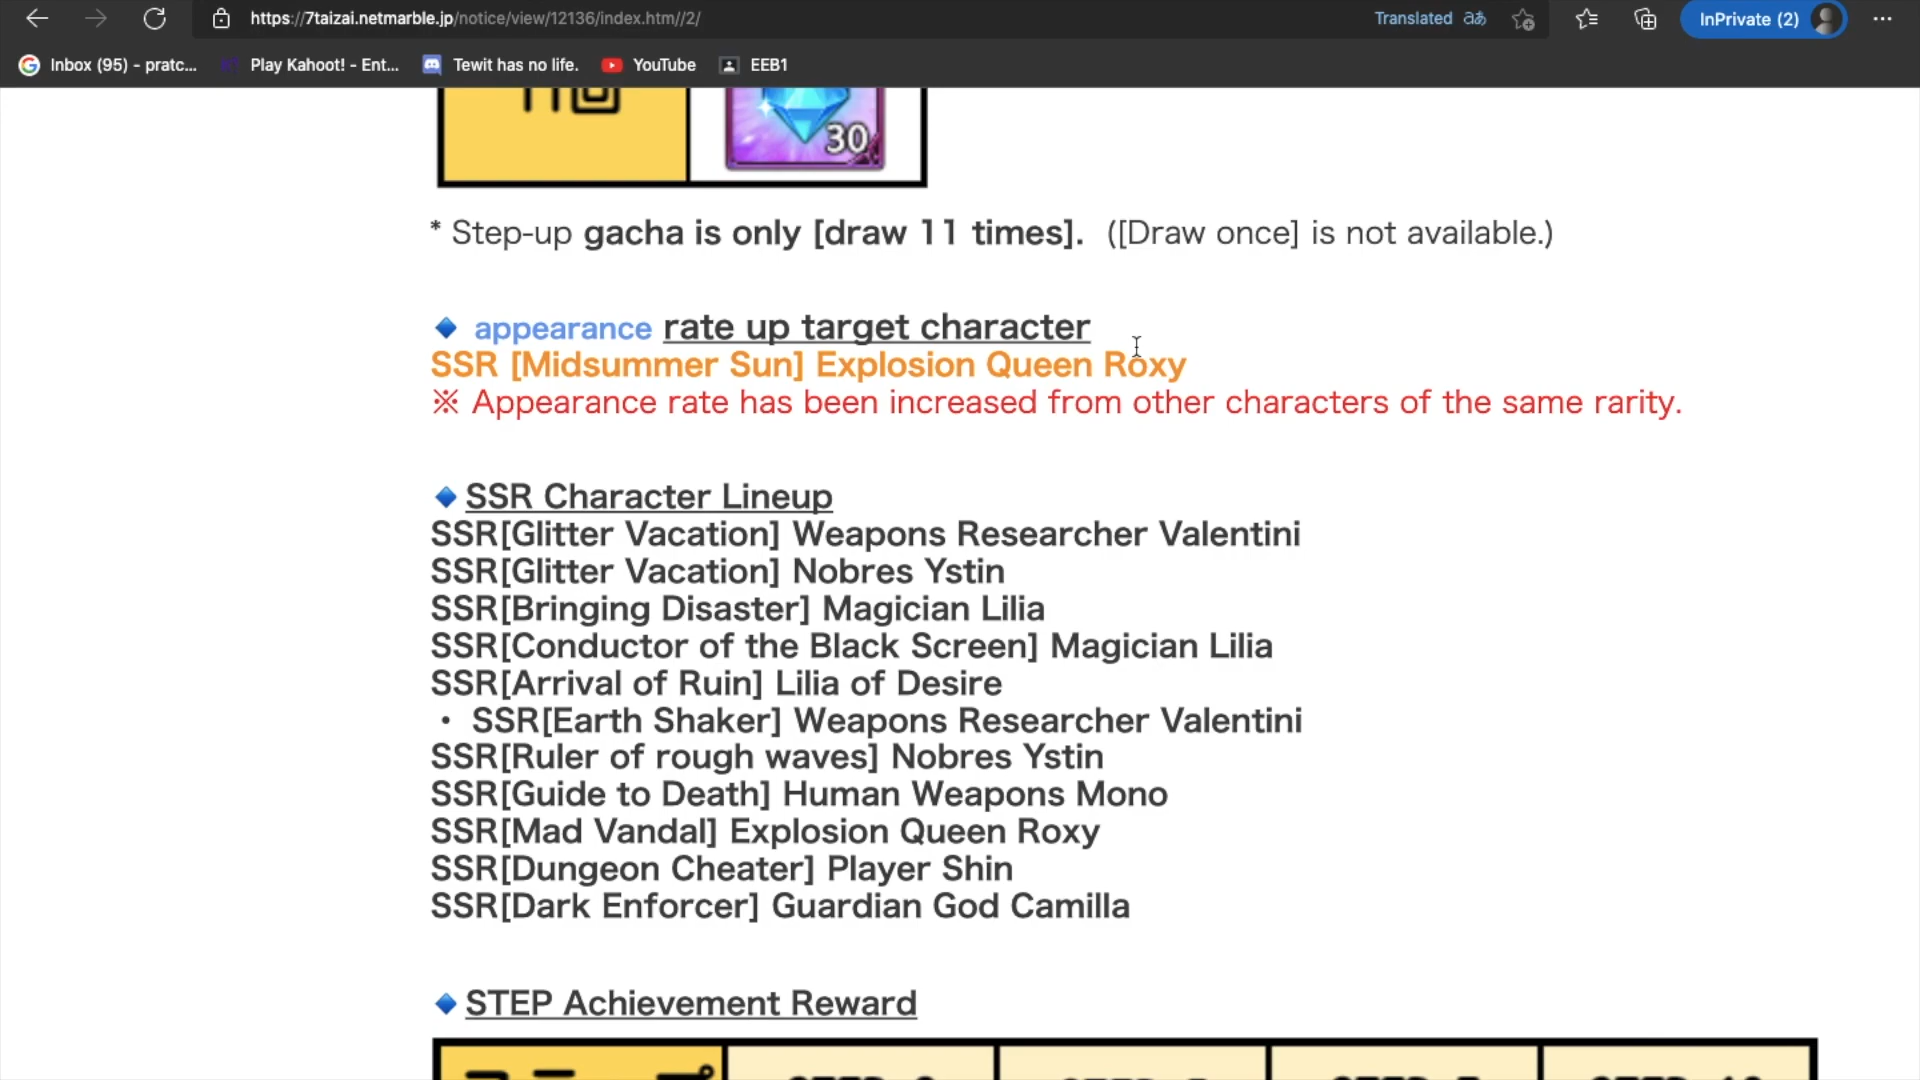 https://7taizai.netmarble.jp/notice/view/12136/index.htm//2/
Translated
InPrivate (2)
Inbox (95) - pratc...
Play Kahoot! - Ent...
Tewit has no life.
YouTube
EEB1
30
* Step-up gacha is only [draw 11 times]. ([Draw once] is not available.)
appearance rate up target character
SSR [Midsummer Sun] Explosion Queen Roxy
※ Appearance rate has been increased from other characters of the same rarity.
SSR Character Lineup
SSR[Glitter Vacation] Weapons Researcher Valentini
SSR[Glitter Vacation] Nobres Ystin
SSR[Bringing Disaster] Magician Lilia
SSR[Conductor of the Black Screen] Magician Lilia
SSR[Arrival of Ruin] Lilia of Desire
・ SSR[Earth Shaker] Weapons Researcher Valentini
SSR[Ruler of rough waves] Nobres Ystin
SSR[Guide to Death] Human Weapons Mono
SSR[Mad Vandal] Explosion Queen Roxy
SSR[Dungeon Cheater] Player Shin
SSR[Dark Enforcer] Guardian God Camilla
STEP Achievement Reward